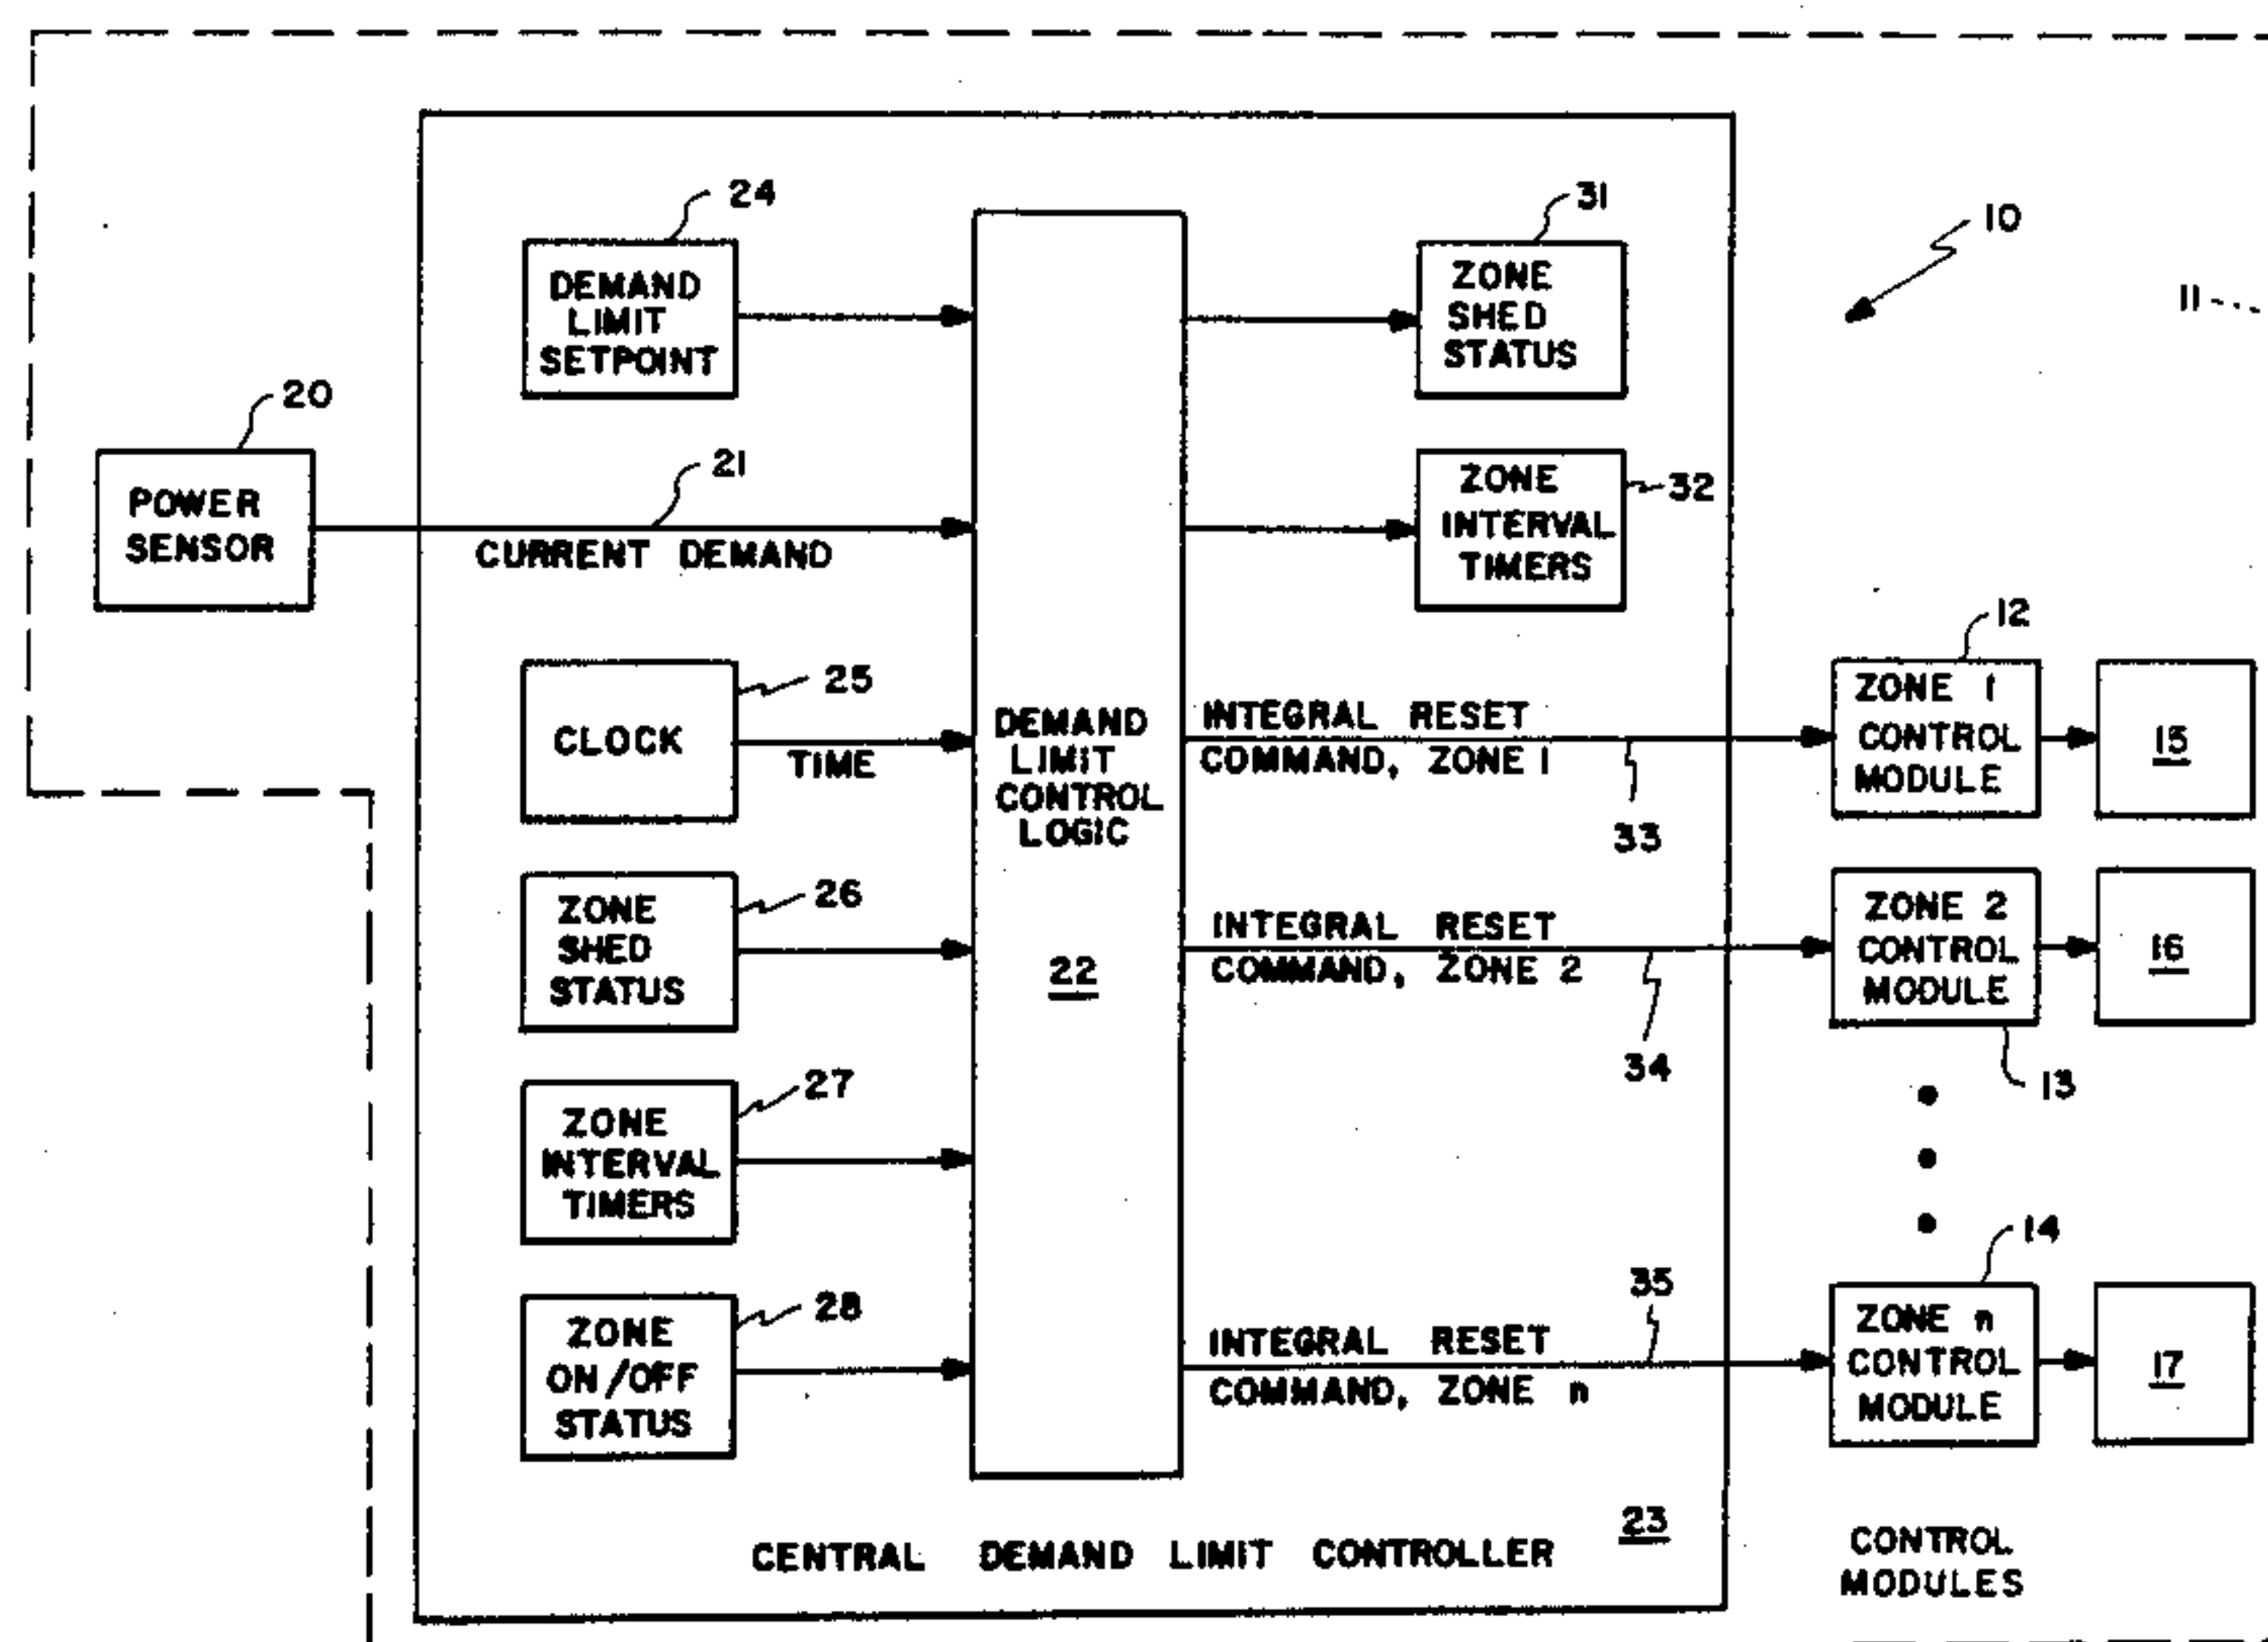 24
DEMAND
LIMIT
SETPOINT
31
ZONE
SHED
STATUS
10
11
20
POWER
SENSOR
21
CURRENT DEMAND
ZONE
INTERVAL
TIMERS
32
25
CLOCK
TIME
DEMAND
LIMIT
CONTROL
LOGIC
22
INTEGRAL RESET
COMMAND, ZONE 1
33
12
ZONE 1
CONTROL
MODULE
15
26
ZONE
SHED
STATUS
INTEGRAL RESET
COMMAND, ZONE 2
34
ZONE 2
CONTROL
MODULE
13
16
27
ZONE
INTERVAL
TIMERS
28
ZONE
ON/OFF
STATUS
INTEGRAL RESET
COMMAND, ZONE n
35
14
ZONE n
CONTROL
MODULE
17
23
CENTRAL DEMAND LIMIT CONTROLLER
CONTROL
MODULES